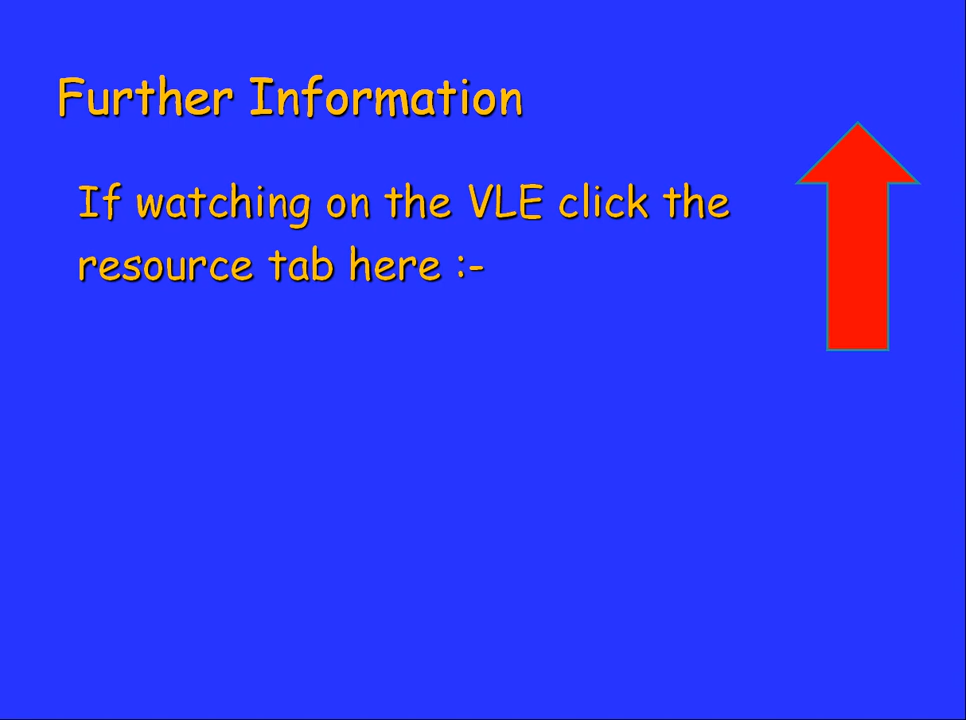 Further Information
If watching on the VLE click the
resource tab here :-